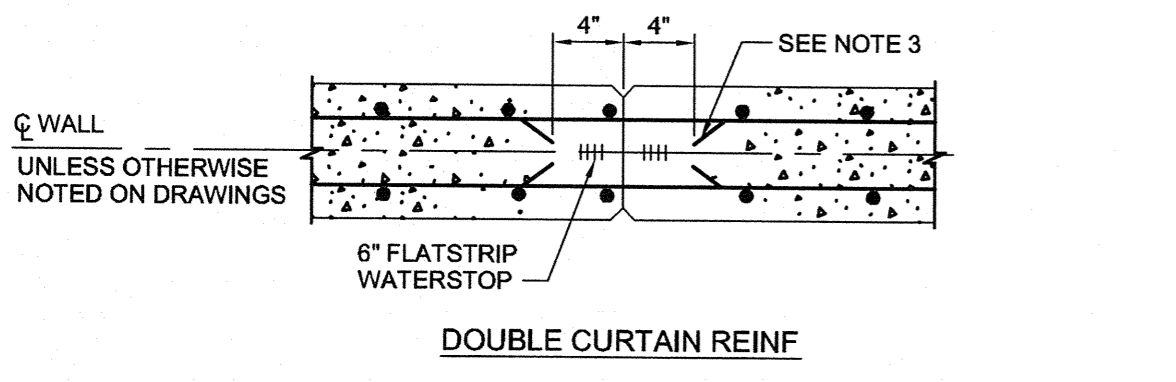 4" 4"
SEE NOTE 3
℄ WALL
UNLESS OTHERWISE
NOTED ON DRAWINGS
6" FLATSTRIP
WATERSTOP
DOUBLE CURTAIN REINF